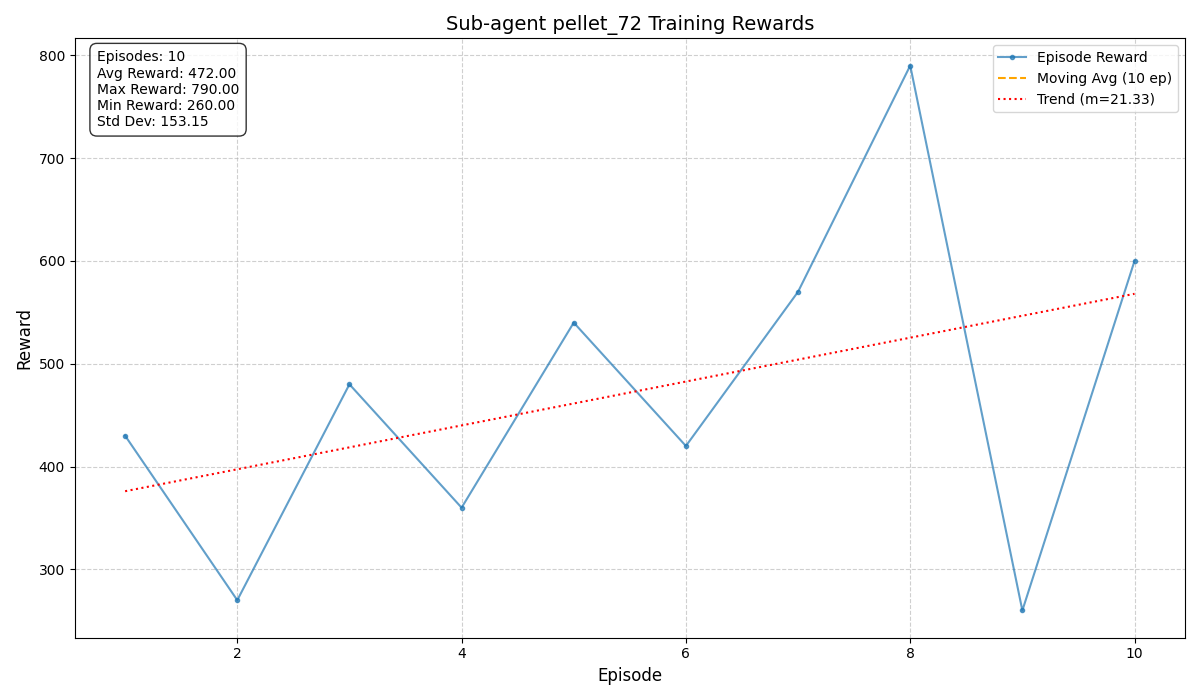 Sub-agent pellet_72 Training Rewards
Episodes: 10
Avg Reward: 472.00
Max Reward: 790.00
Min Reward: 260.00
Std Dev: 153.15
Episode Reward
Moving Avg (10 ep)
Trend (m=21.33)
Reward
800
700
600
500
400
300
2
4
6
8
10
Episode